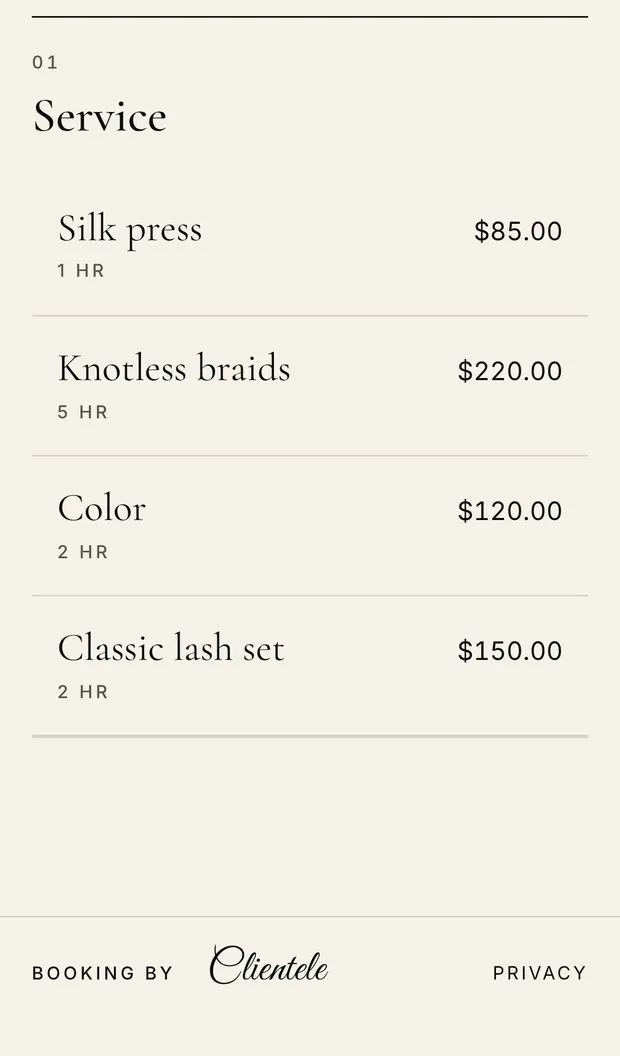 01
Service
Silk press $85.00
1 HR
Knotless braids $220.00
5 HR
Color $120.00
2 HR
Classic lash set $150.00
2 HR
BOOKING BY Clientele PRIVACY